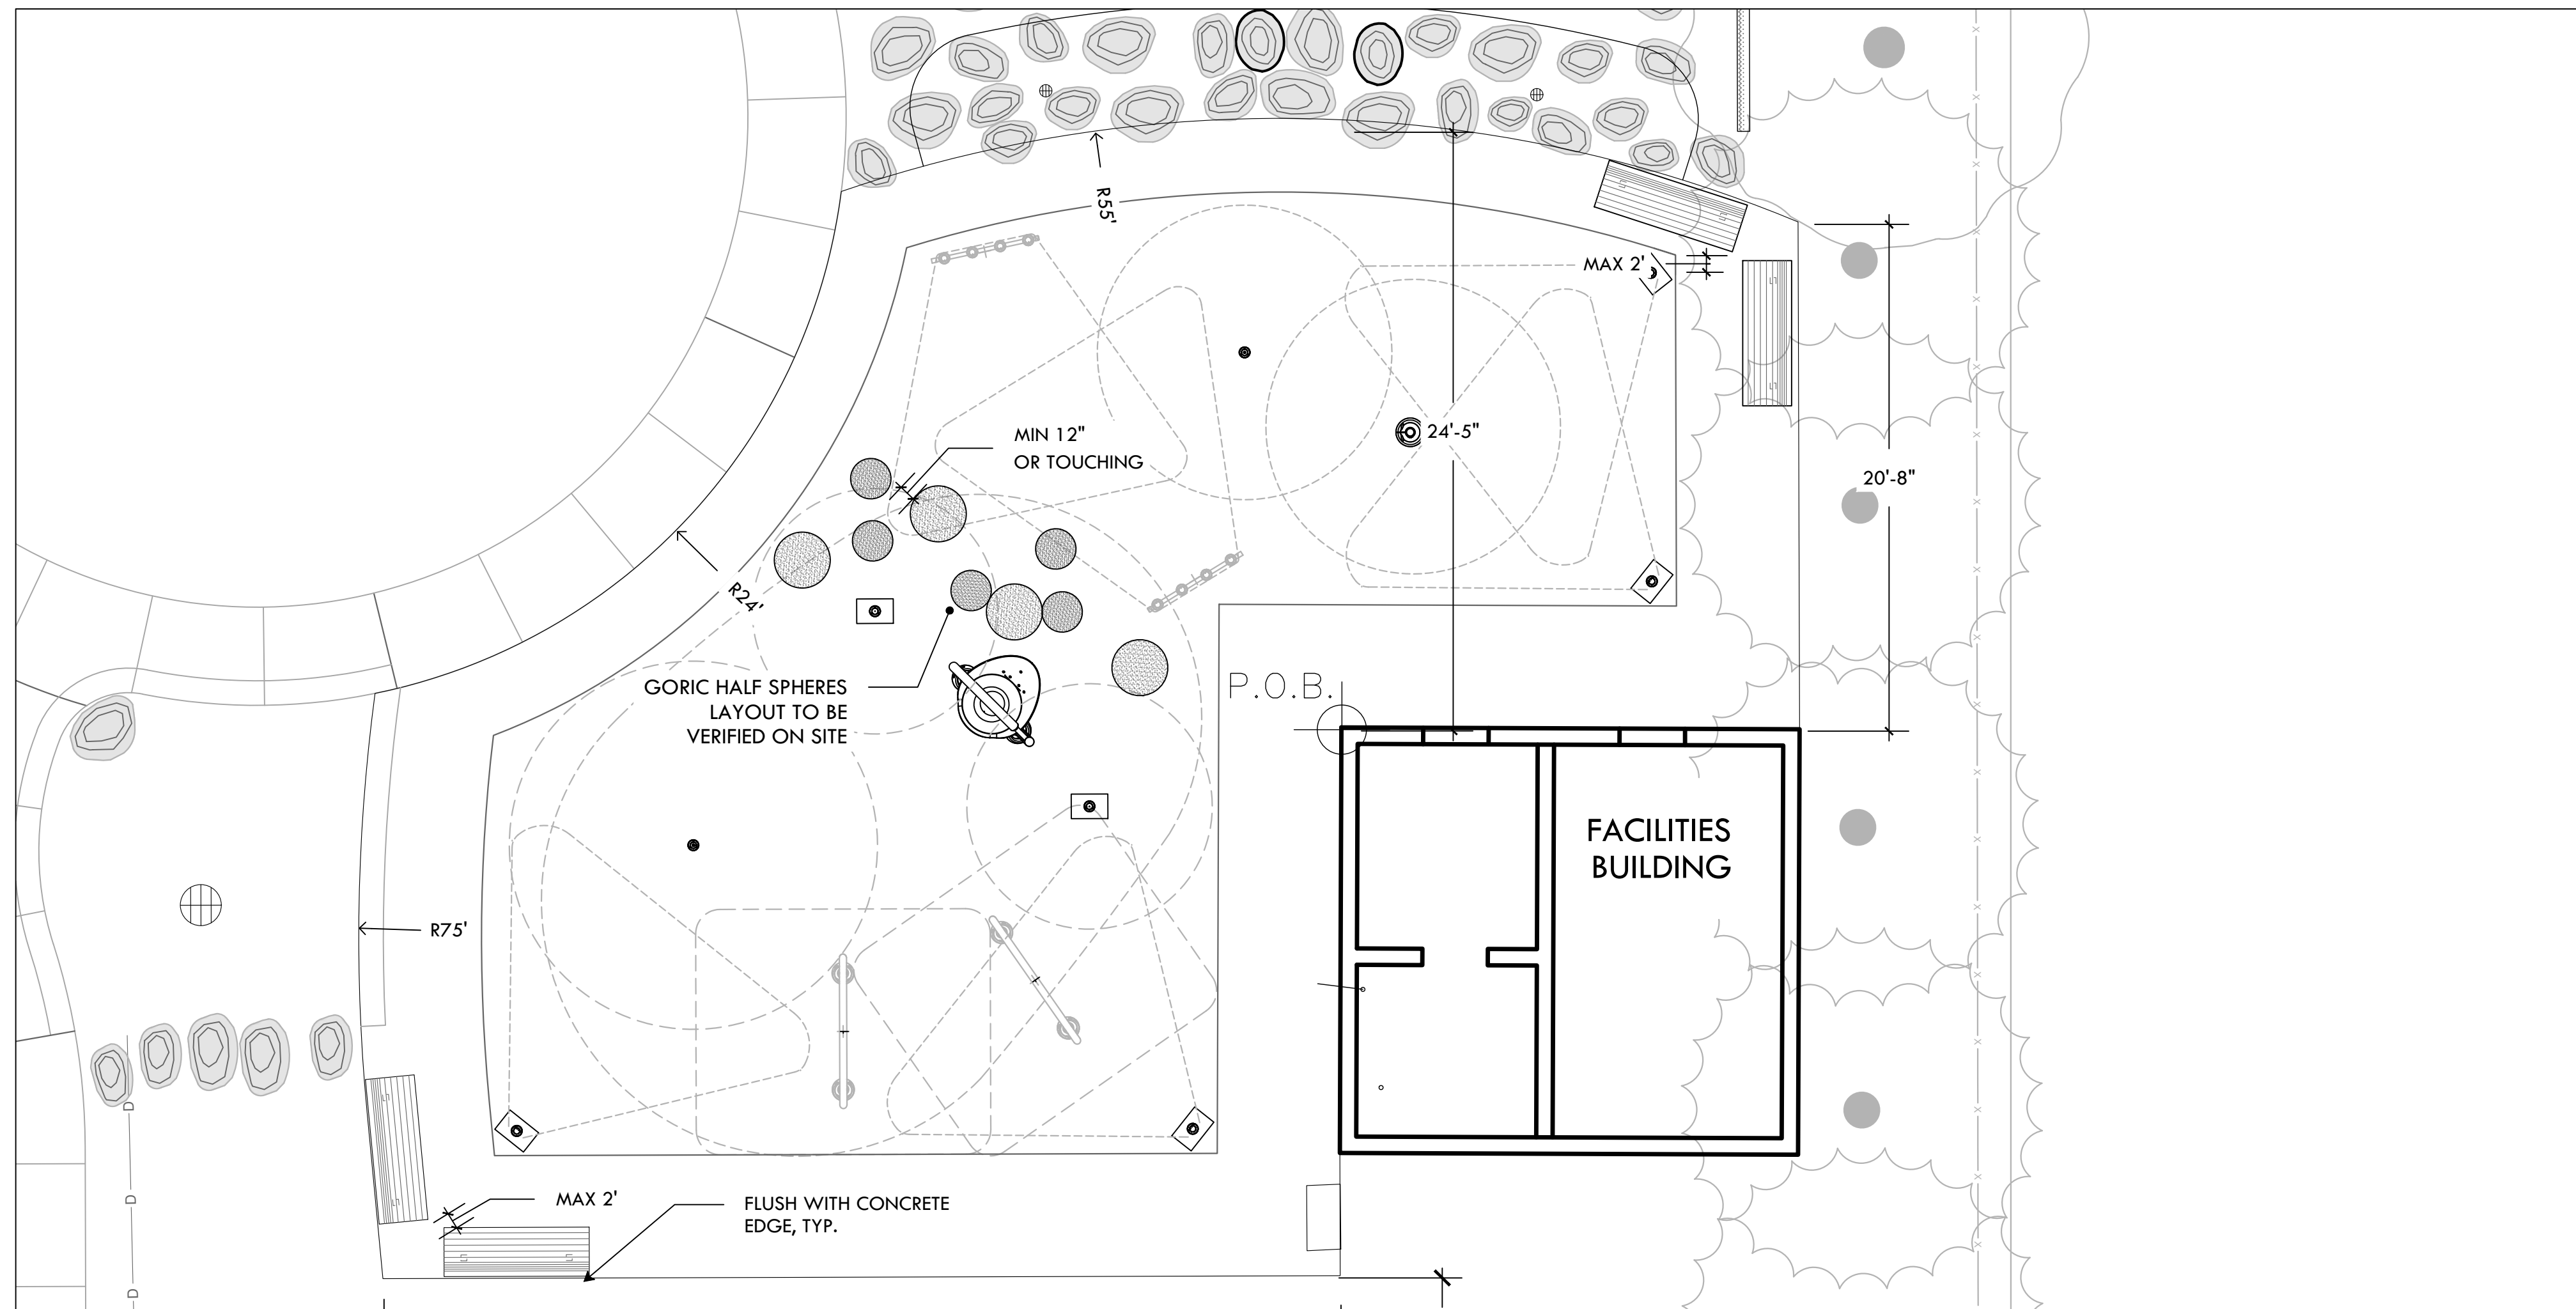 R55'
MAX 2'
MIN 12"
OR TOUCHING
24'-5"
20'-8"
R24'
GORIC HALF SPHERES
LAYOUT TO BE
VERIFIED ON SITE
P.O.B.
FACILITIES
BUILDING
R75'
D
D
D
MAX 2'
FLUSH WITH CONCRETE
EDGE, TYP.